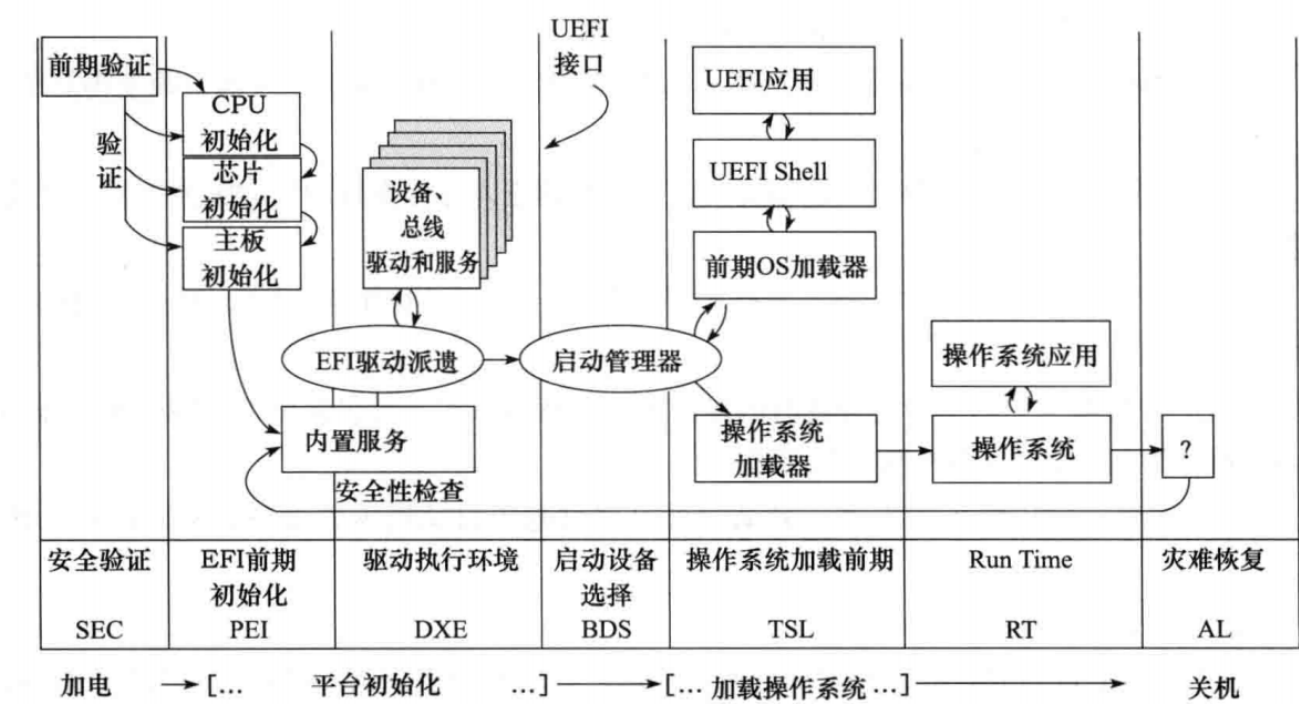 UEFI
接口
前期验证
验
证
CPU
初始化
芯片
初始化
主板
初始化
设备、
总线
驱动和服务
EFI驱动派遣
内置服务
安全性检查
启动管理器
UEFI应用
UEFI Shell
前期OS加载器
操作系统
加载器
操作系统应用
操作系统
?
安全验证
SEC
EFI前期
初始化
PEI
驱动执行环境
DXE
启动设备
选择
BDS
操作系统加载前期
TSL
Run Time
RT
灾难恢复
AL
加电 [... 平台初始化 ...] [... 加载操作系统 ...] 关机